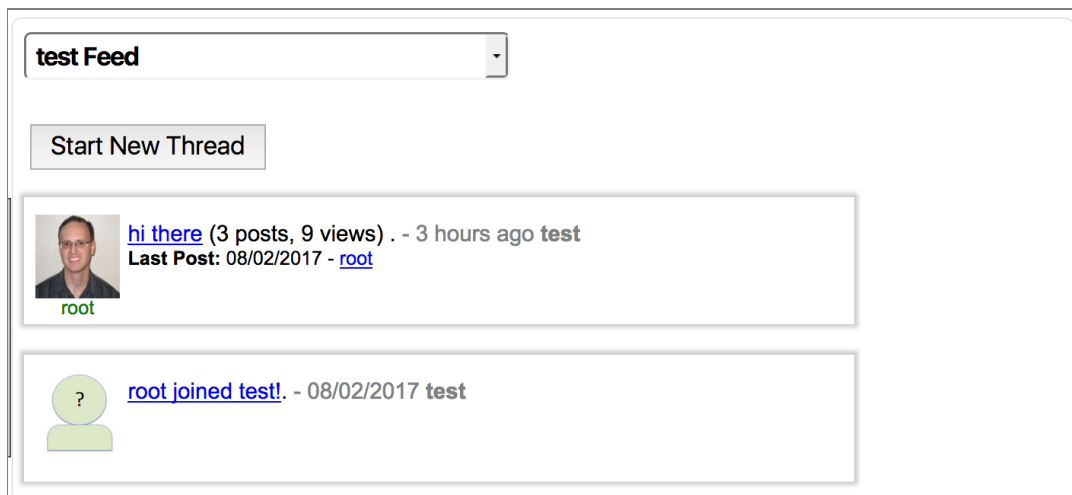 test Feed
Start New Thread
hi there (3 posts, 9 views) . - 3 hours ago test
Last Post: 08/02/2017 - root
root
?
root joined test!. - 08/02/2017 test